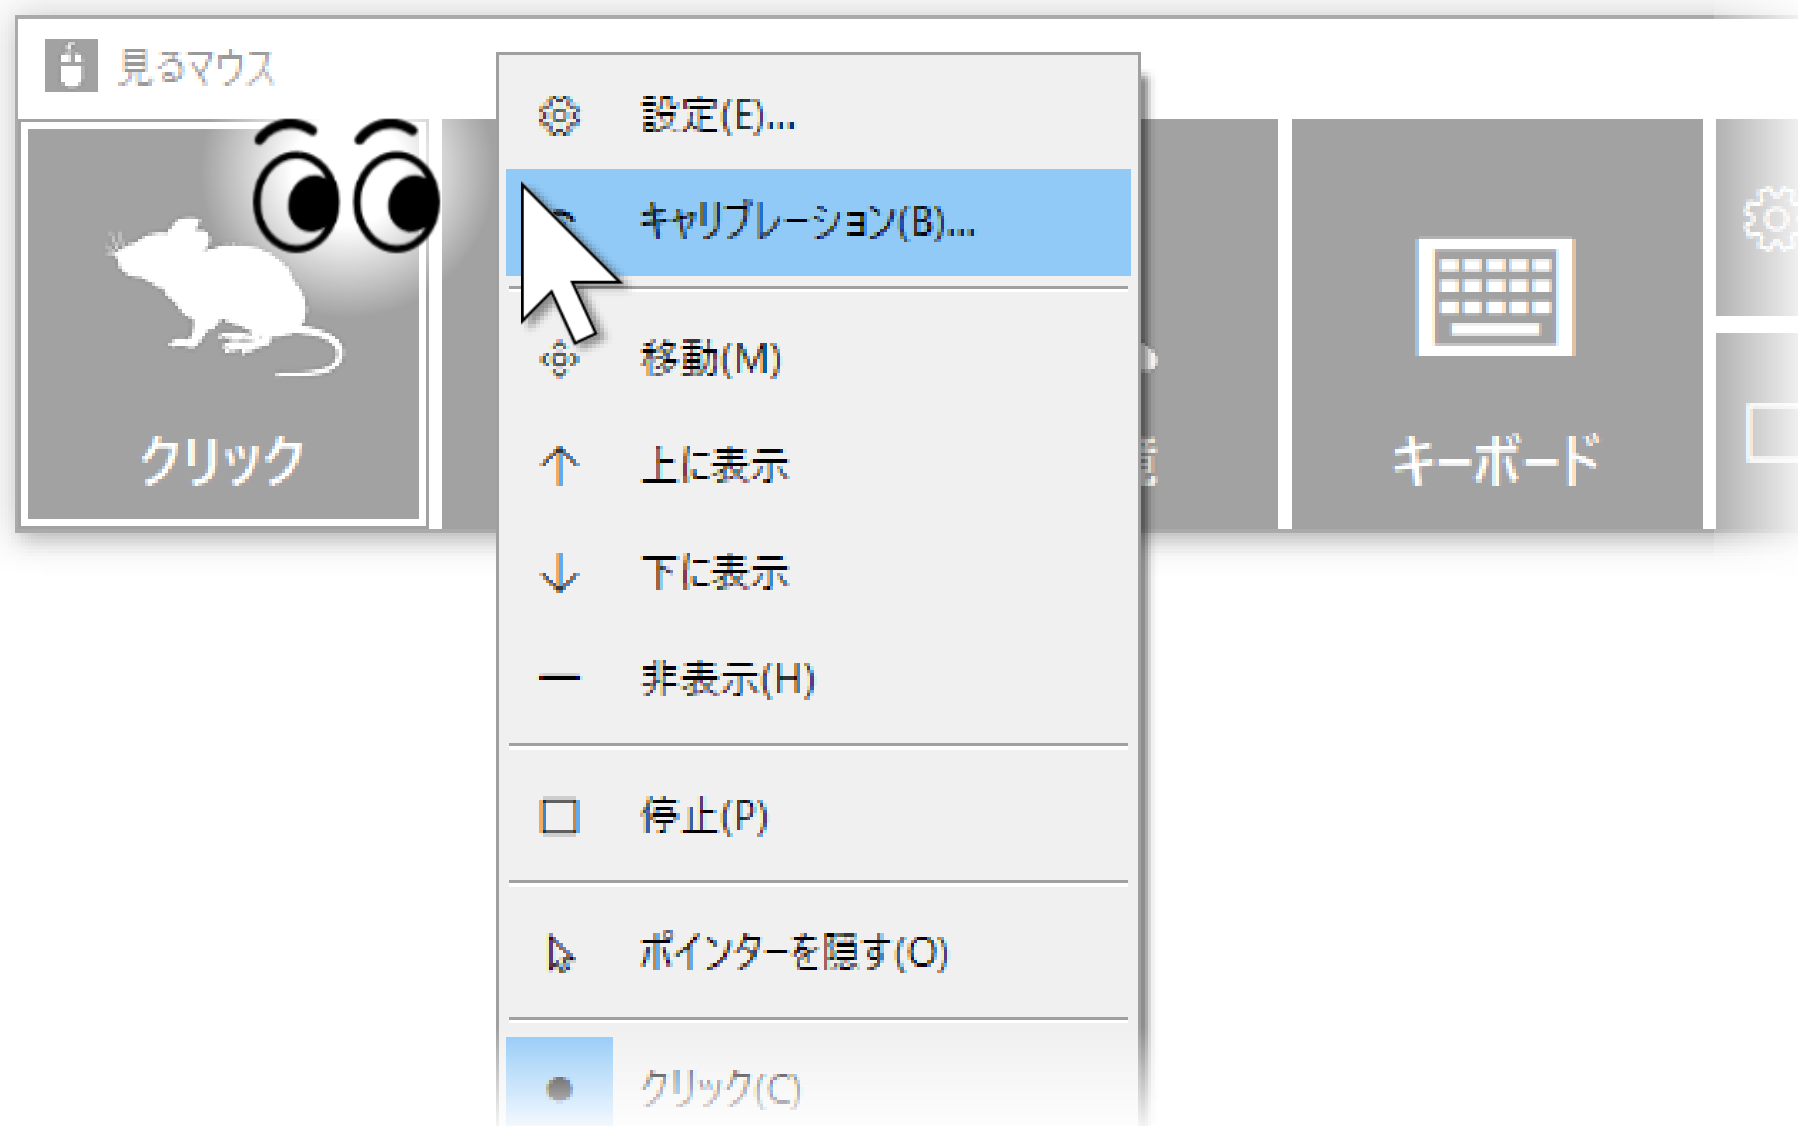 見るマウス
設定(E)...
キャリブレーション(B)...
移動(M)
上に表示
下に表示
非表示(H)
停止(P)
ポインターを隠す(O)
クリック(C)
クリック
キーボード